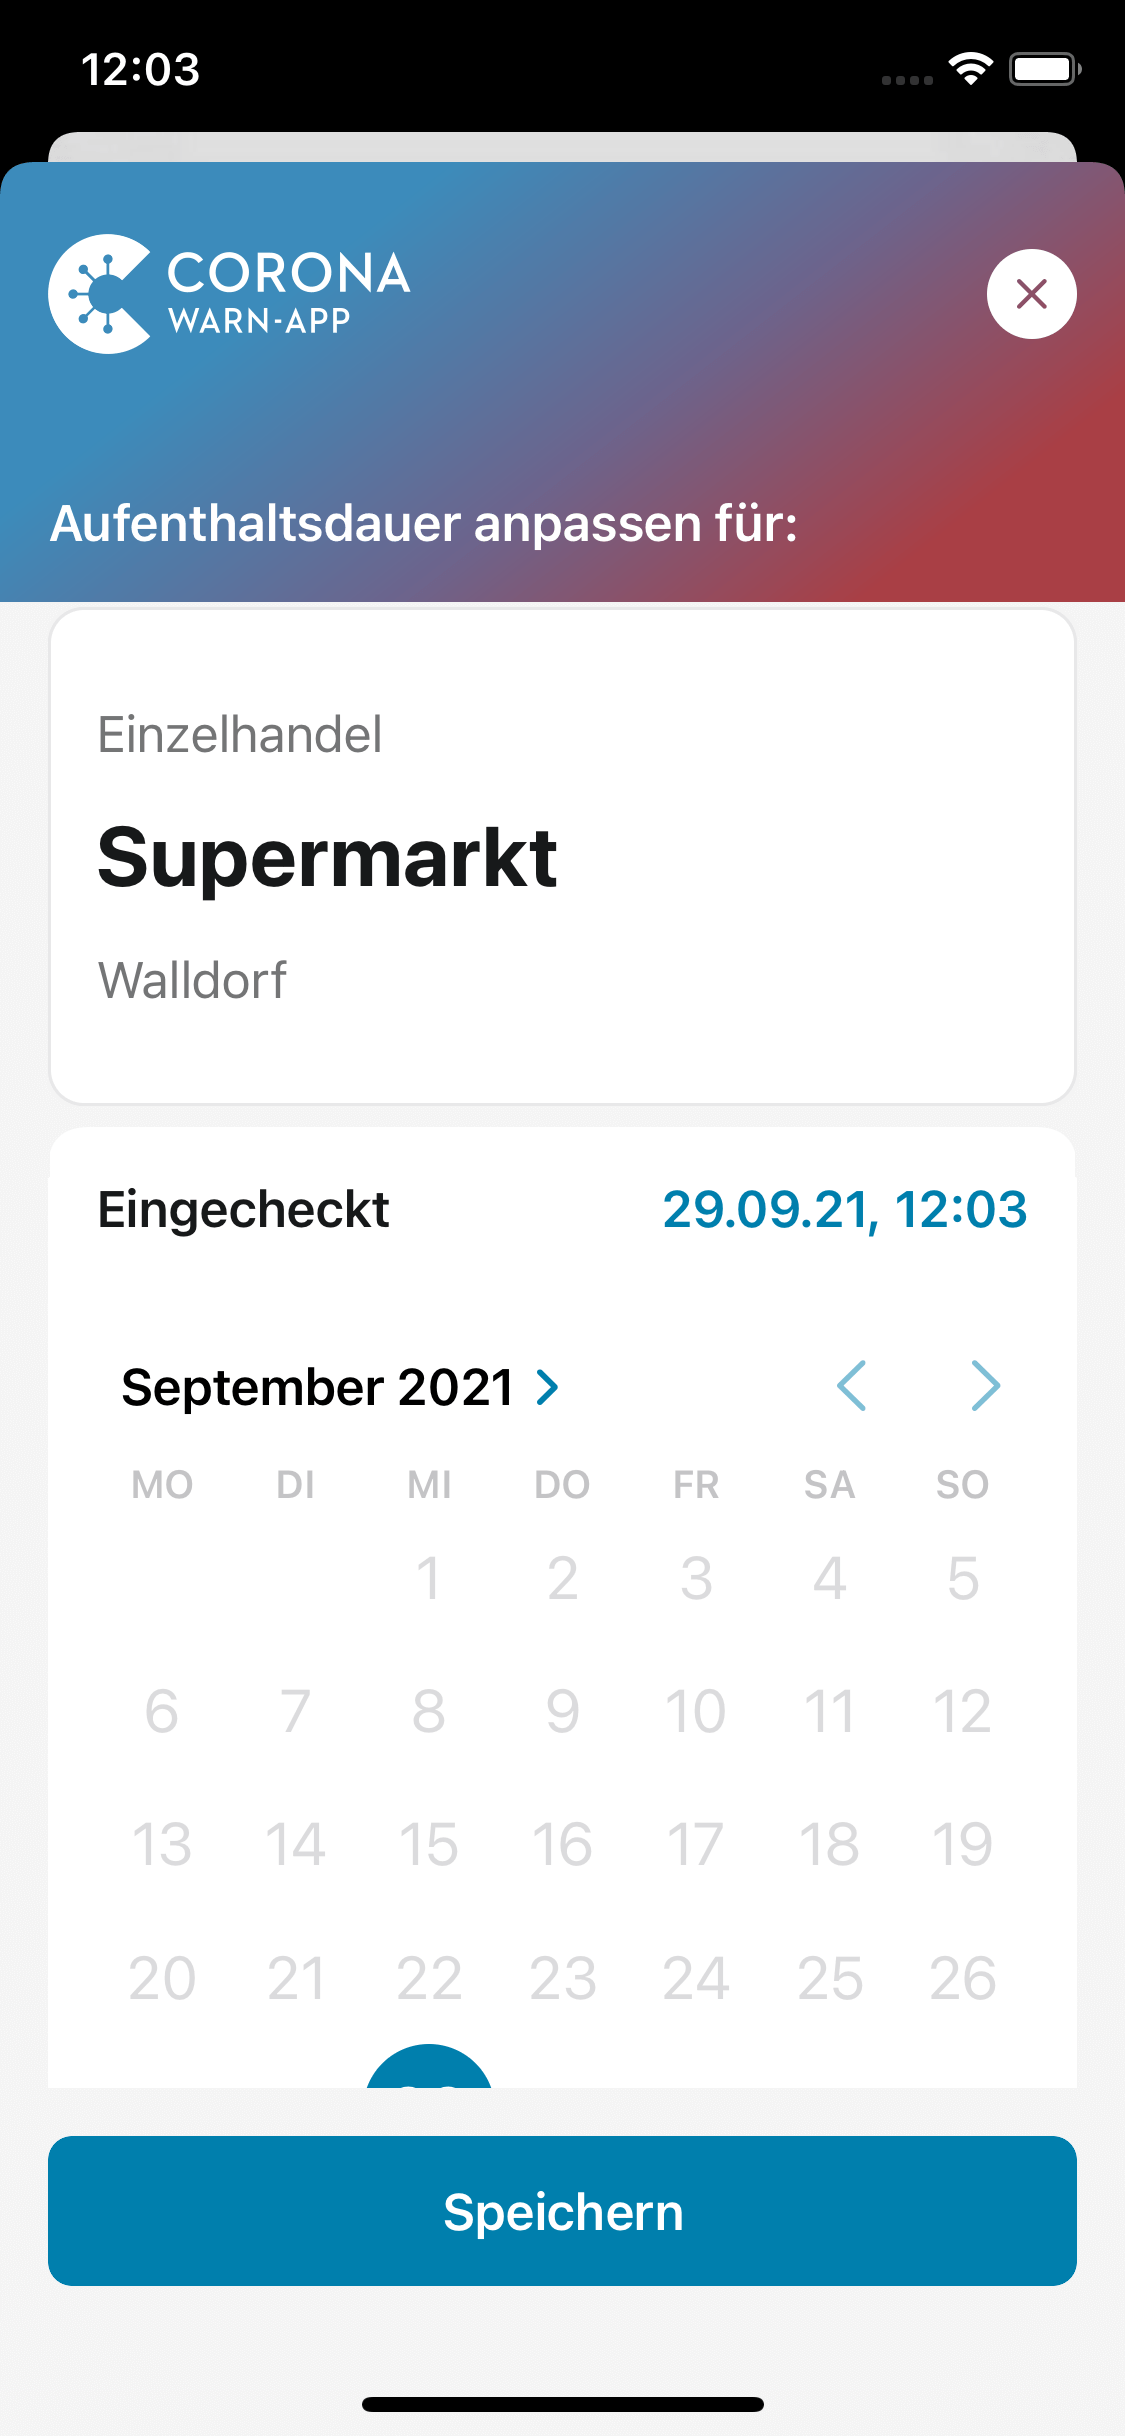 12:03
CORONA
WARN-APP
Aufenthaltsdauer anpassen für:
Einzelhandel
Supermarkt
Walldorf
Eingecheckt 29.09.21, 12:03
September 2021
MO DI MI DO FR SA SO
1 2 3 4 5
6 7 8 9 10 11 12
13 14 15 16 17 18 19
20 21 22 23 24 25 26
Speichern